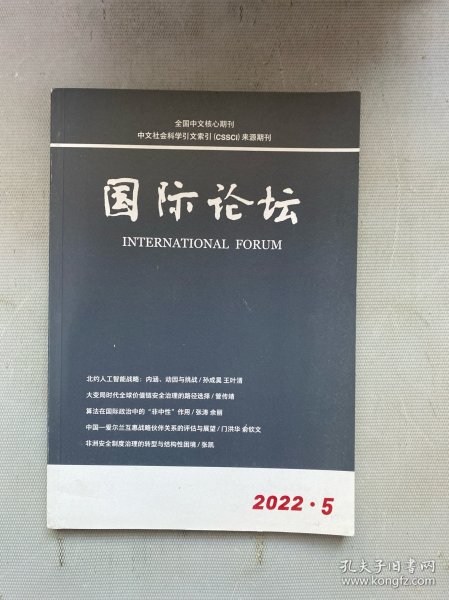 全国中文核心期刊
中文社会科学引文索引(CSSCI)来源期刊
国际论坛
INTERNATIONAL FORUM
北约人工智能战略：内涵、动因与挑战/孙成昊 王叶湑
大变局时代全球价值链安全治理的路径选择/管传靖
算法在国际政治中的“非中性”作用/张涛 余丽
中国—爱尔兰互惠战略伙伴关系的评估与展望/门洪华 俞钦文
非洲安全制度治理的转型与结构性困境/张凯
2022·5
孔夫子旧书网
www.kongfz.com